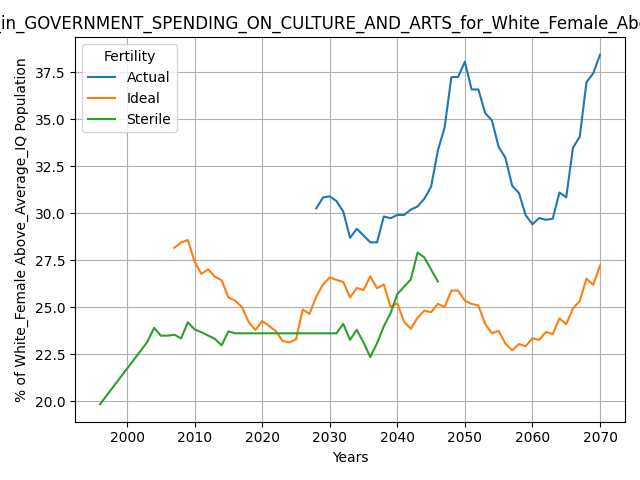 _in_GOVERNMENT_SPENDING_ON_CULTURE_AND_ARTS_for_White_Female_Abo
Fertility
Actual
Ideal
Sterile
% of White_Female Above_Average_IQ Population
37.5
35.0
32.5
30.0
27.5
25.0
22.5
20.0
2000 2010 2020 2030 2040 2050 2060 2070
Years